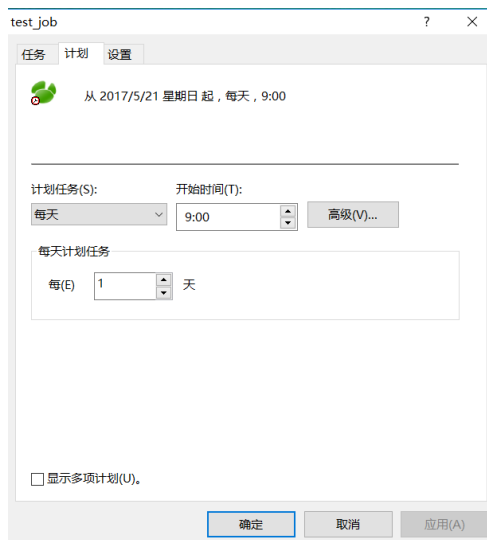 test_job ? ×
任务 计划 设置
从 2017/5/21 星期日 起，每天，9:00
计划任务(S): 开始时间(T):
每天 9:00 高级(V)...
每天计划任务
每(E) 1 天
显示多项计划(U)。
确定 取消 应用(A)